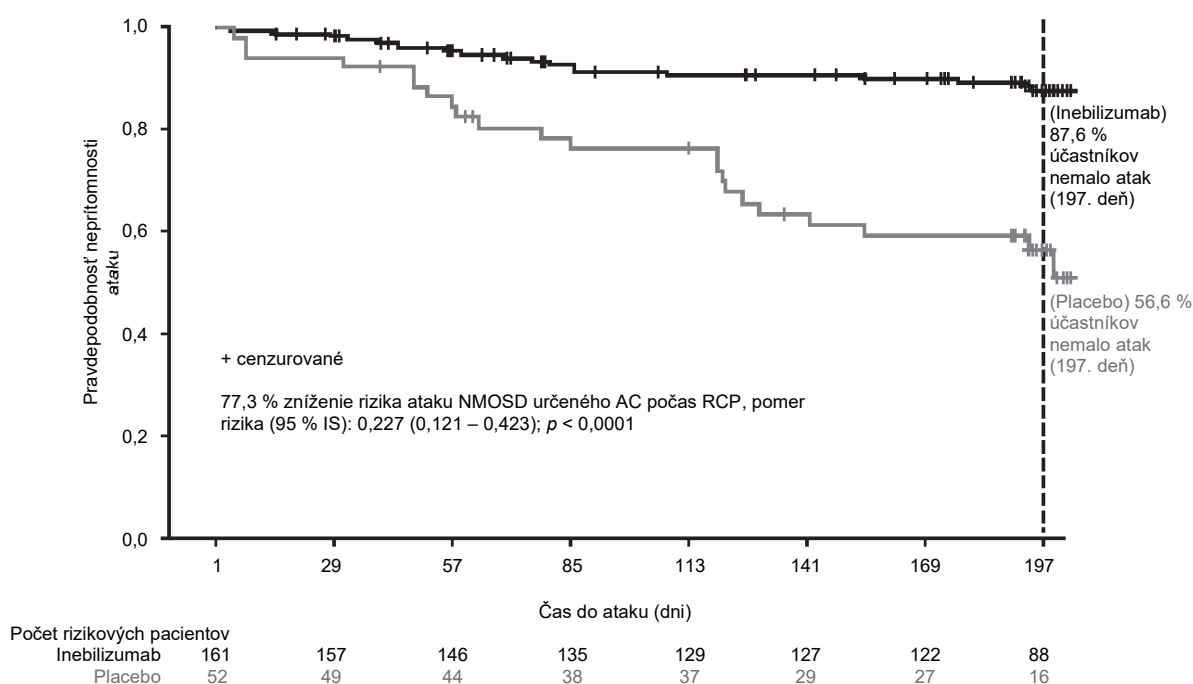 1,0
0,8
0,6
0,4
0,2
0,0
Pravdepodobnosť neprítomnosti
ataku
(Inebilizumab)
87,6 %
účastníkov
nemalo atak
(197. deň)
(Placebo) 56,6 %
účastníkov
nemalo atak
(197. deň)
+ cenzurované
77,3 % zníženie rizika ataku NMOSD určeného AC počas RCP, pomer
rizika (95 % IS): 0,227 (0,121 – 0,423); p < 0,0001
1 29 57 85 113 141 169 197
Čas do ataku (dni)
Počet rizikových pacientov
Inebilizumab 161 157 146 135 129 127 122 88
Placebo 52 49 44 38 37 29 27 16